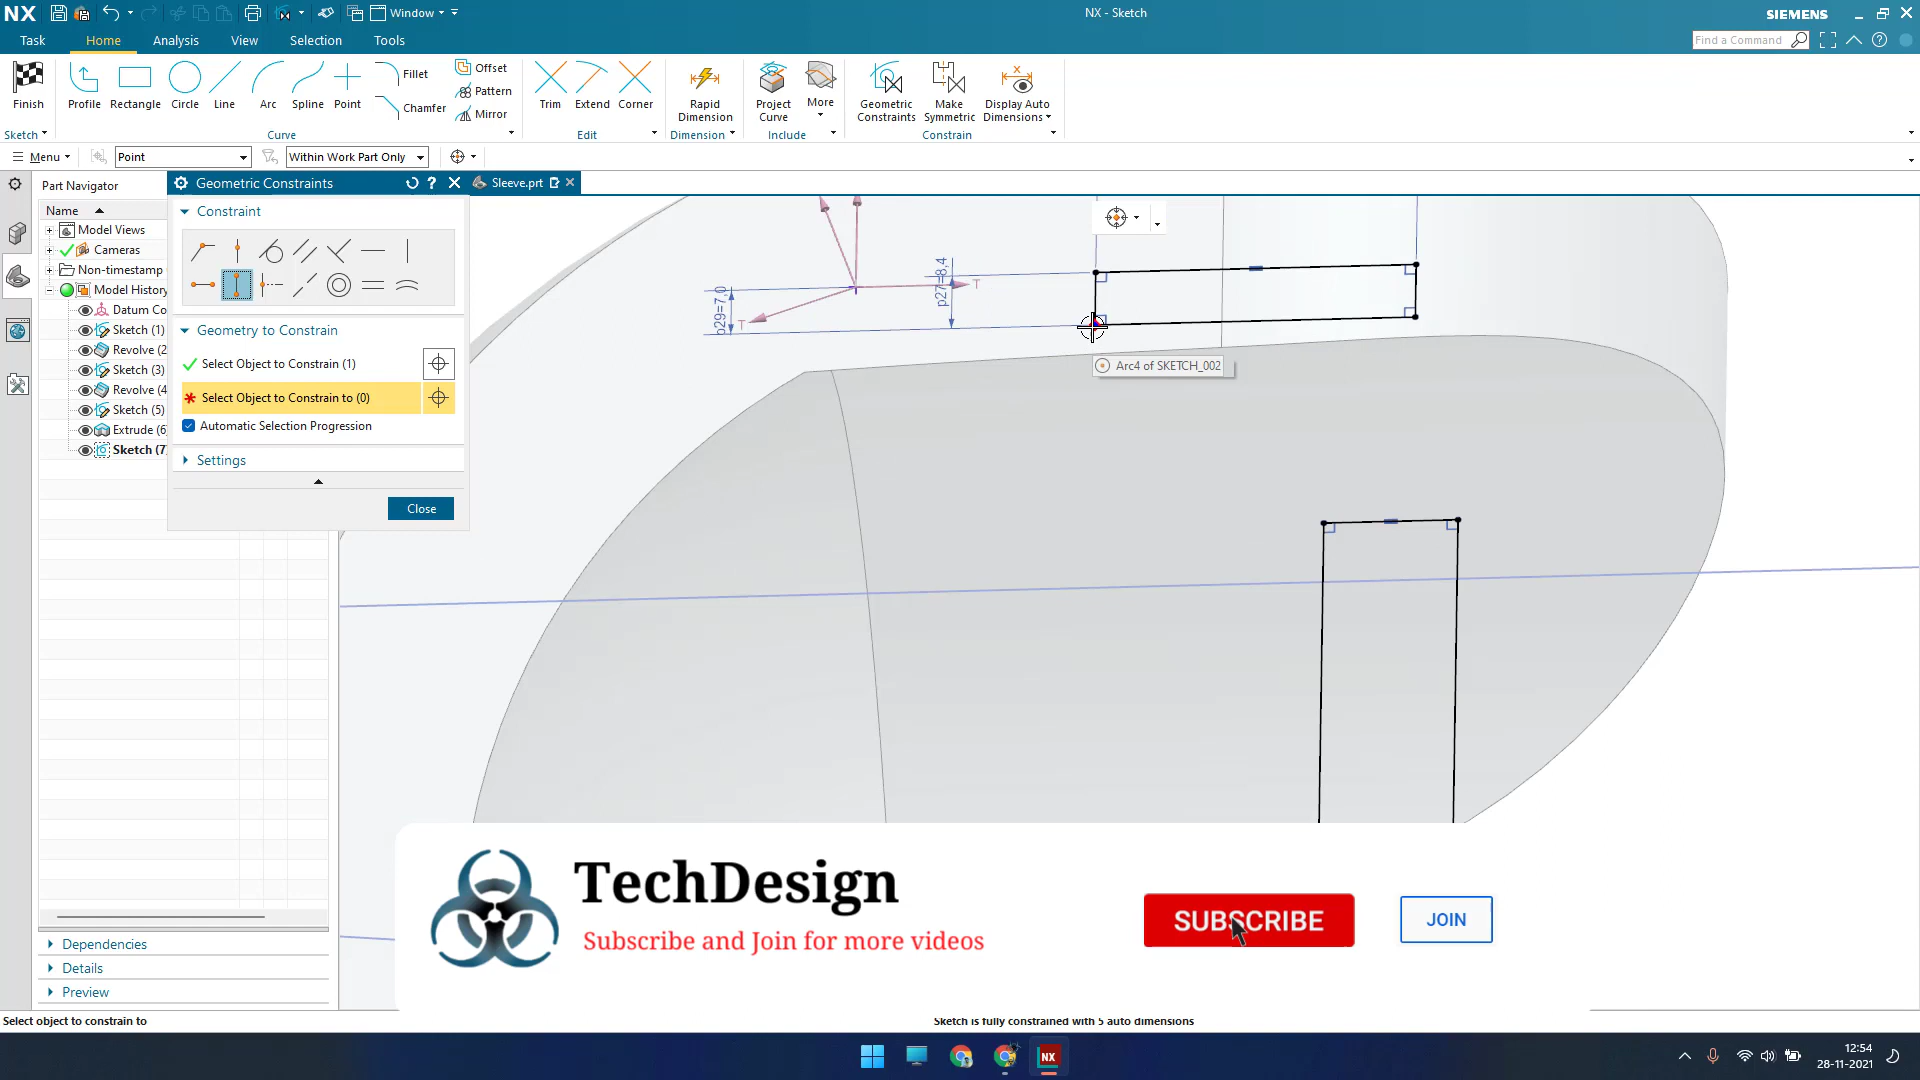 NX
Window
NX - Sketch
SIEMENS
Task
Home
Analysis
View
Selection
Tools
Find a Command
Finish
Profile
Rectangle
Circle
Line
Arc
Spline
Point
Fillet
Chamfer
Offset
Pattern
Mirror
Trim
Extend
Corner
Rapid
Dimension
Project
Curve
More
Geometric
Constraints
Make
Symmetric
Display Auto
Dimensions
Sketch
Curve
Edit
Dimension
Include
Constrain
Menu
Point
Within Work Part Only
Part Navigator
Geometric Constraints
Sleeve.prt
Name
Model Views
Cameras
Non-timestamp
Model History
Datum Co
Sketch (1)
Revolve (2
Sketch (3)
Revolve (4
Sketch (5)
Extrude (6
Sketch (7
Constraint
Geometry to Constrain
Select Object to Constrain (1)
* Select Object to Constrain to (0)
Automatic Selection Progression
Settings
Close
p29=7,0
p27=8,4
T
T
Arc4 of SKETCH_002
TechDesign
Subscribe and Join for more videos
SUBSCRIBE
JOIN
Dependencies
Details
Preview
Select object to constrain to
Sketch is fully constrained with 5 auto dimensions
NX
12:54
28-11-2021